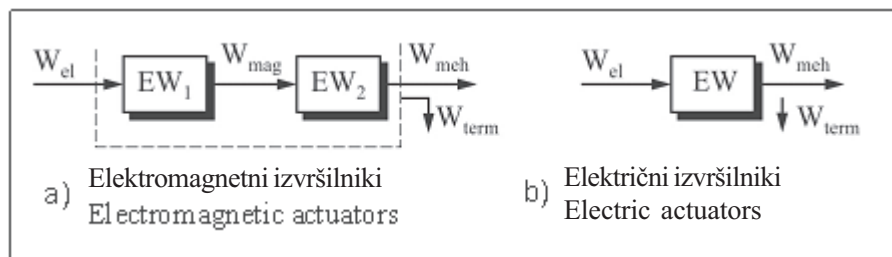 W_el EW_1 W_mag EW_2 W_meh
W_term
a) Elektromagnetni izvršilniki
Electromagnetic actuators
W_el EW W_meh
W_term
b) Električni izvršilniki
Electric actuators